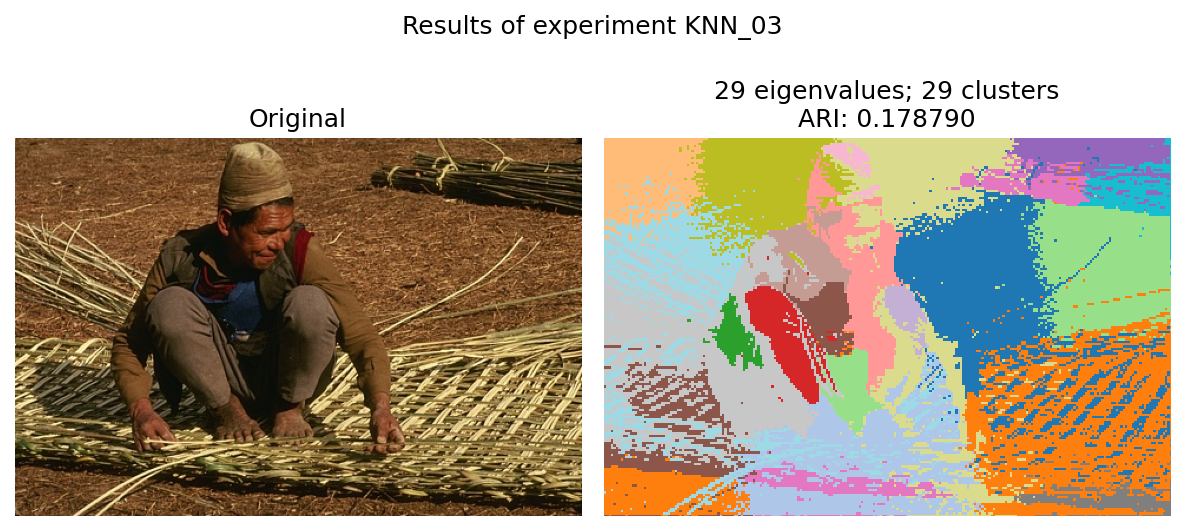 Results of experiment KNN_03
Original
29 eigenvalues; 29 clusters
ARI: 0.178790